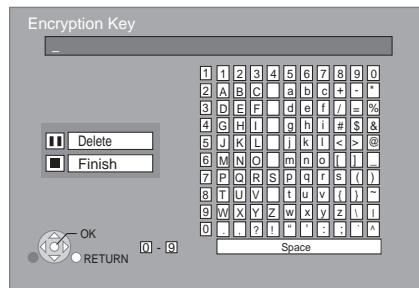 Encryption Key
_
1 1 2 3 4 5 6 7 8 9 0
2 A B C a b c + - *
3 D E F d e f / = %
4 G H I g h i # $ &
5 J K L j k l < > @
6 M N O m n o [ ] _
7 P Q R S p q r s ( )
8 T U V t u v { } ~
9 W X Y Z w x y z \ |
0 . , ? ! " ' : ; ` ^
Space
Delete
Finish
OK
RETURN
0 - 9